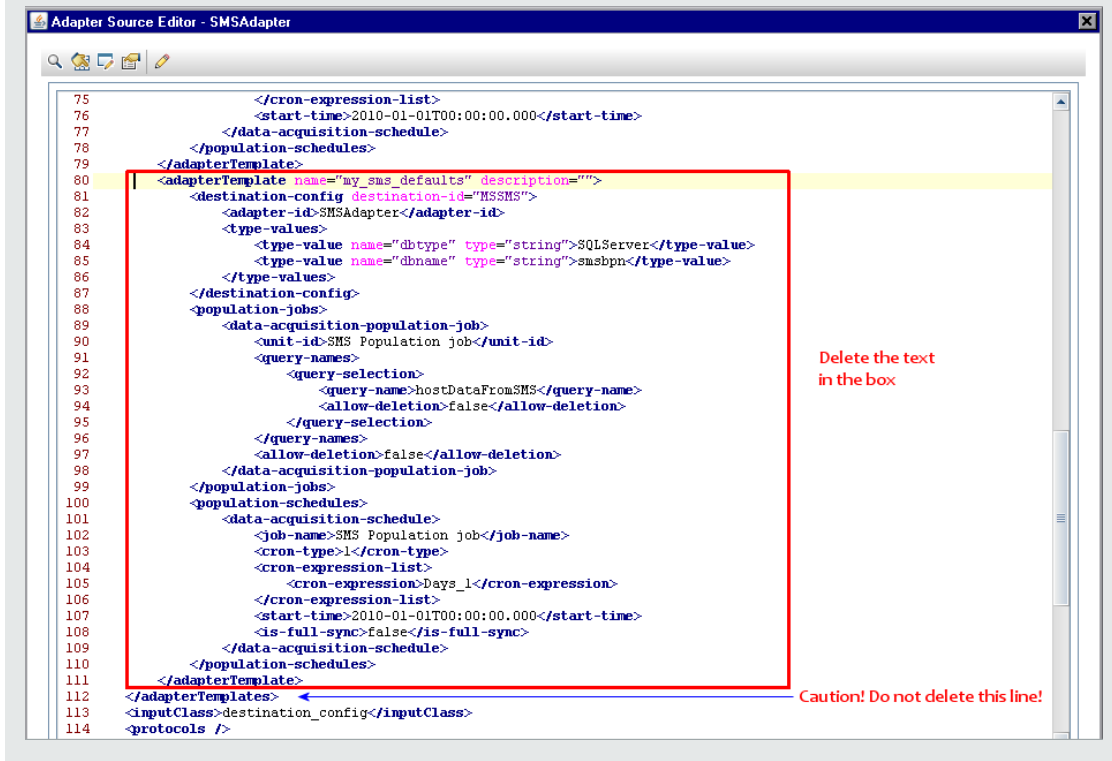 Adapter Source Editor - SMSAdapter
75 </cron-expression-list>
76 <start-time>2010-01-01T00:00:00.000</start-time>
77 </data-acquisition-schedule>
78 </population-schedules>
79 </adapterTemplate>
80 <adapterTemplate name="my_sms_defaults" description="">
81 <destination-config destination-id="MSSMS">
82 <adapter-id>SMSAdapter</adapter-id>
83 <type-values>
84 <type-value name="dbtype" type="string">SQLServer</type-value>
85 <type-value name="dbname" type="string">smsbpn</type-value>
86 </type-values>
87 </destination-config>
88 <population-jobs>
89 <data-acquisition-population-job>
90 <unit-id>SMS Population job</unit-id>
91 <query-names>
92 <query-selection>
93 <query-name>hostDataFromSMS</query-name>
94 <allow-deletion>false</allow-deletion>
95 </query-selection>
96 </query-names>
97 <allow-deletion>false</allow-deletion>
98 </data-acquisition-population-job>
99 </population-jobs>
100 <population-schedules>
101 <data-acquisition-schedule>
102 <job-name>SMS Population job</job-name>
103 <cron-type>1</cron-type>
104 <cron-expression-list>
105 <cron-expression>Days_1</cron-expression>
106 </cron-expression-list>
107 <start-time>2010-01-01T00:00:00.000</start-time>
108 <is-full-sync>false</is-full-sync>
109 </data-acquisition-schedule>
110 </population-schedules>
111 </adapterTemplate>
112 </adapterTemplates>
113 <inputClass>destination_config</inputClass>
114 <protocols />
Delete the text
in the box
Caution! Do not delete this line!